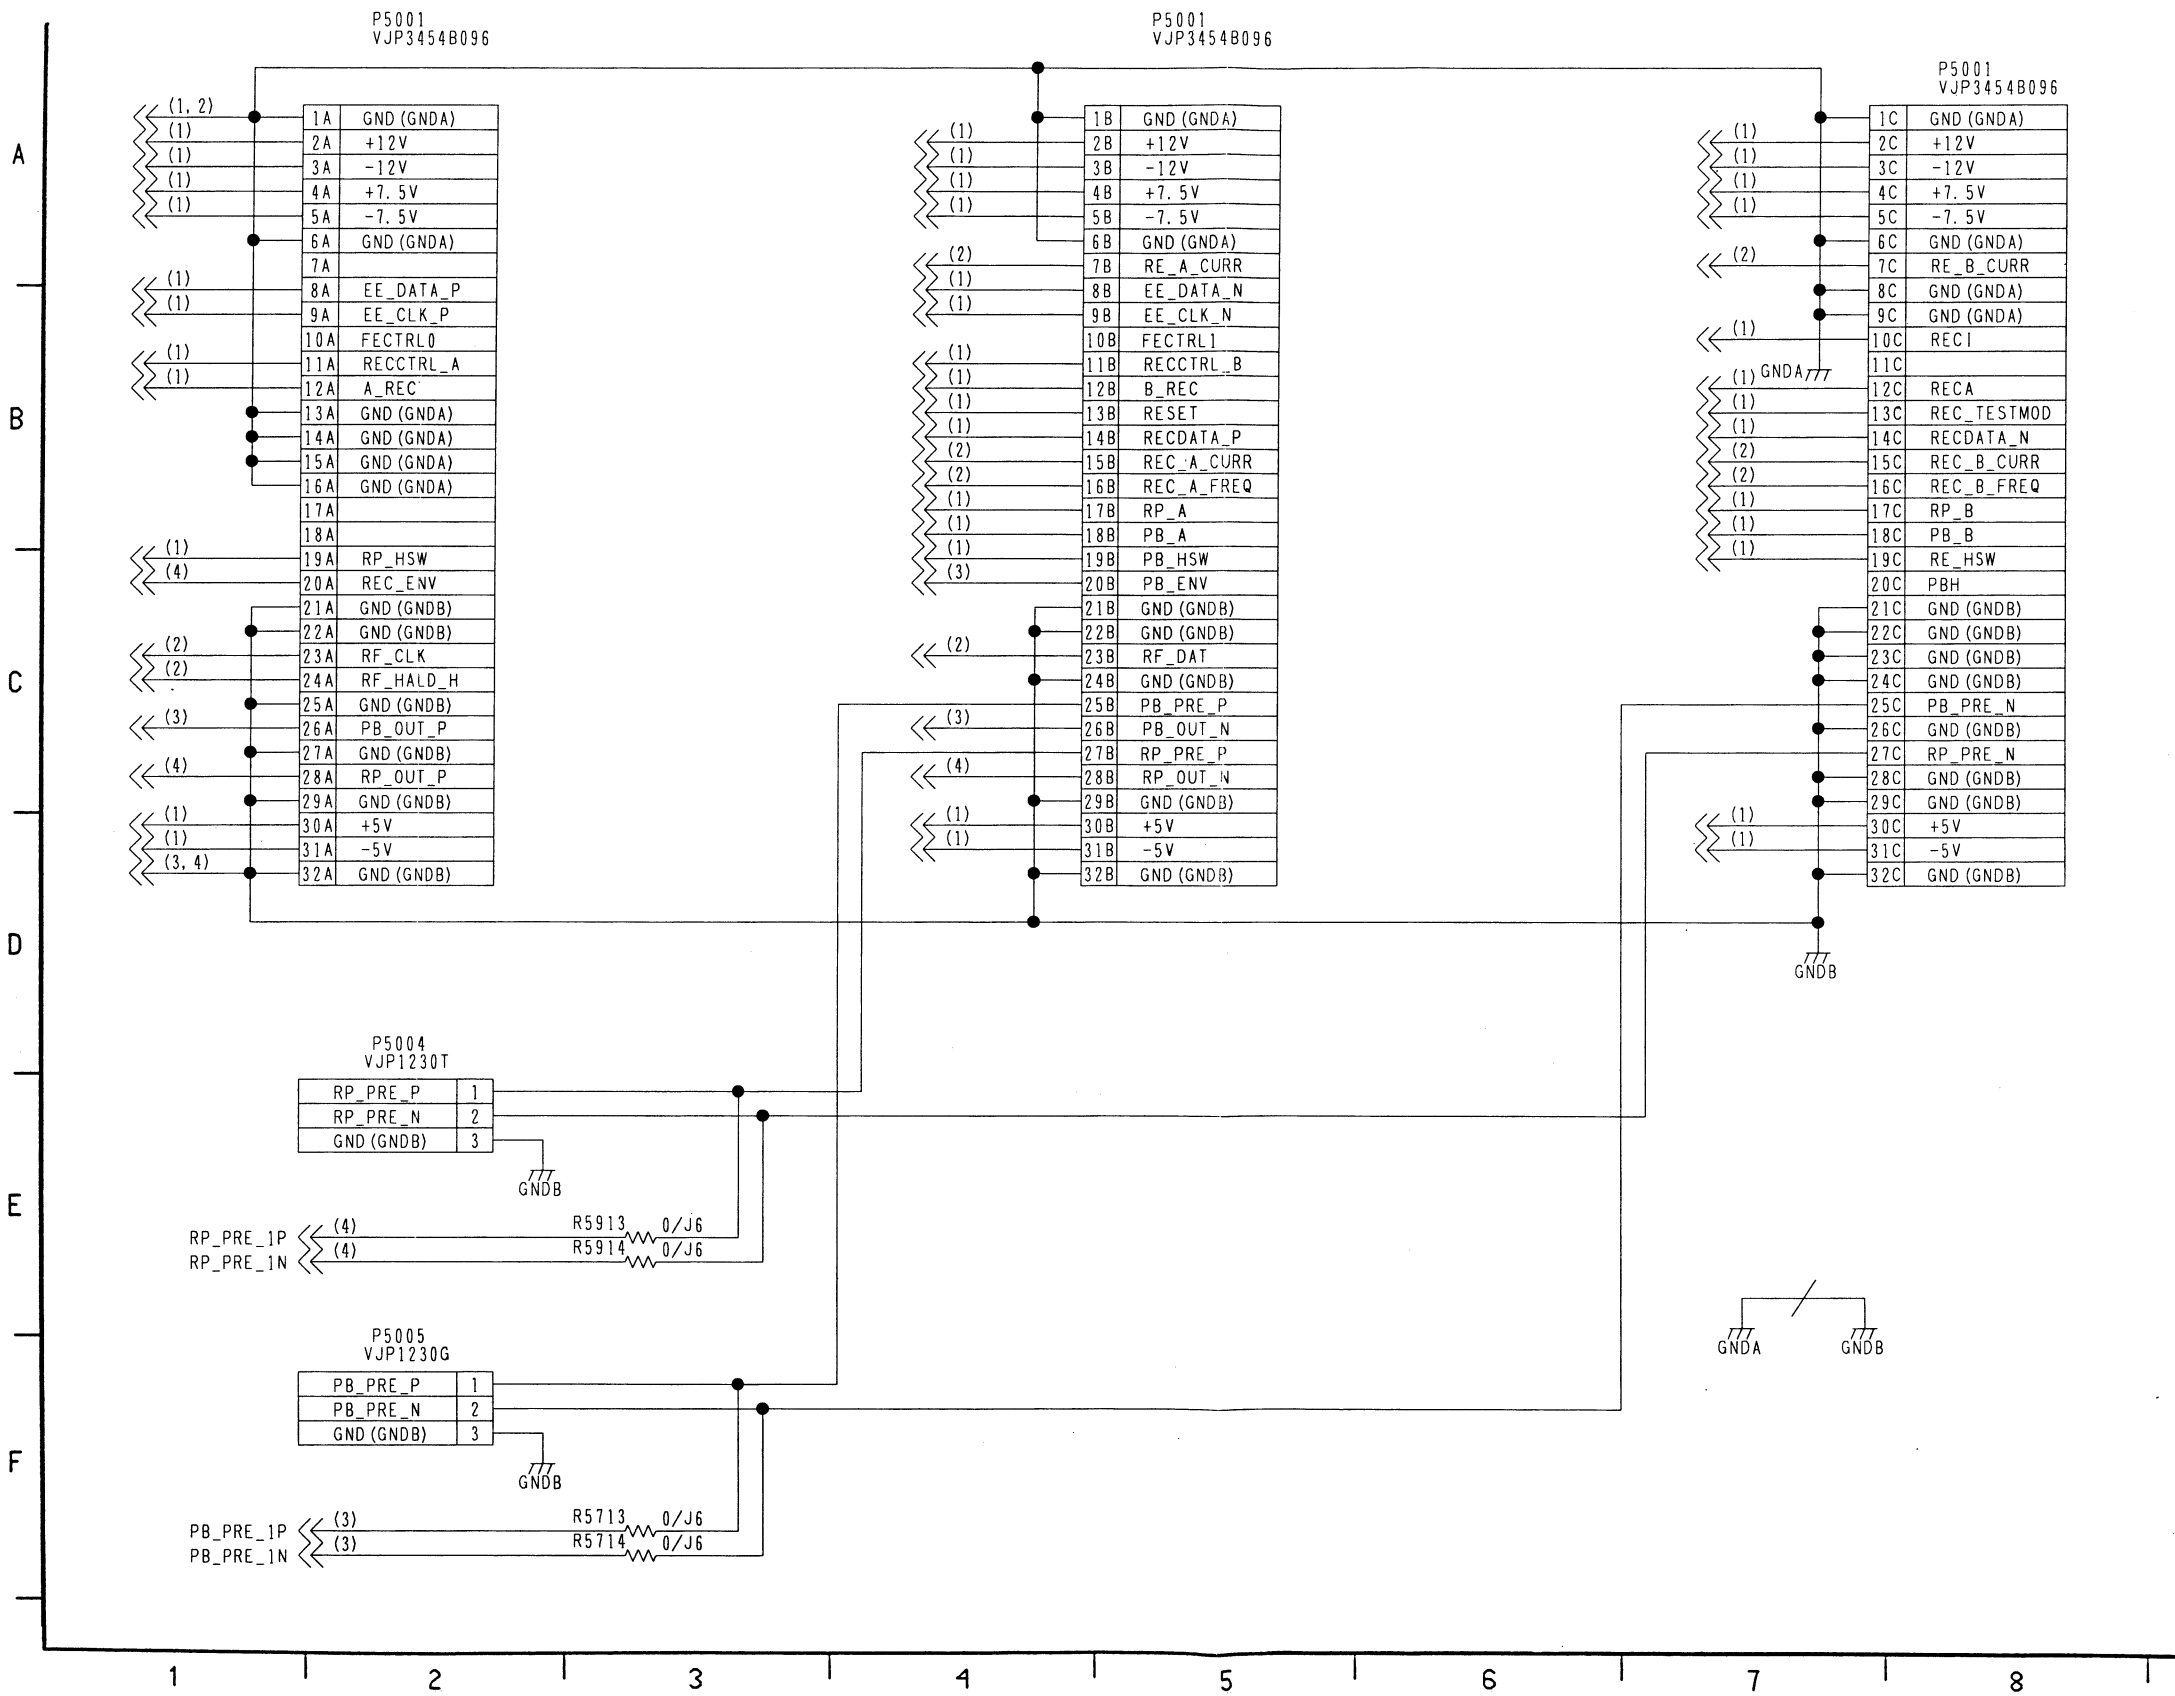 P5001
VJP3454B096
(1, 2)
1A GND (GNDA)
(1)
2A +12V
(1)
3A -12V
(1)
4A +7.5V
(1)
5A -7.5V
6A GND (GNDA)
7A
(1)
8A EE_DATA_P
(1)
9A EE_CLK_P
10A FECTRL0
(1)
11A RECCTRL_A
(1)
12A A_REC
13A GND (GNDA)
14A GND (GNDA)
15A GND (GNDA)
16A GND (GNDA)
17A
18A
(1)
19A RP_HSW
(4)
20A REC_ENV
21A GND (GNDB)
22A GND (GNDB)
(2)
23A RF_CLK
(2)
24A RF_HALD_H
25A GND (GNDB)
(3)
26A PB_OUT_P
27A GND (GNDB)
(4)
28A RP_OUT_P
29A GND (GNDB)
(1)
30A +5V
(1)
31A -5V
(3, 4)
32A GND (GNDB)
P5001
VJP3454B096
1B GND (GNDA)
(1)
2B +12V
(1)
3B -12V
(1)
4B +7.5V
(1)
5B -7.5V
6B GND (GNDA)
(2)
7B RE_A_CURR
(1)
8B EE_DATA_N
(1)
9B EE_CLK_N
10B FECTRL1
(1)
11B RECCTRL_B
(1)
12B B_REC
(1)
13B RESET
(1)
14B RECDATA_P
(2)
15B REC_A_CURR
(2)
16B REC_A_FREQ
(1)
17B RP_A
(1)
18B PB_A
(1)
19B PB_HSW
(3)
20B PB_ENV
21B GND (GNDB)
22B GND (GNDB)
(2)
23B RF_DAT
24B GND (GNDB)
25B PB_PRE_P
(3)
26B PB_OUT_N
27B RP_PRE_P
(4)
28B RP_OUT_N
29B GND (GNDB)
(1)
30B +5V
(1)
31B -5V
32B GND (GNDB)
P5001
VJP3454B096
1C GND (GNDA)
(1)
2C +12V
(1)
3C -12V
(1)
4C +7.5V
(1)
5C -7.5V
6C GND (GNDA)
(2)
7C RE_B_CURR
8C GND (GNDA)
9C GND (GNDA)
(1)
10C RECI
11C
GNDA
(1)
12C RECA
(1)
13C REC_TESTMOD
(1)
14C RECDATA_N
(2)
15C REC_B_CURR
(2)
16C REC_B_FREQ
(1)
17C RP_B
(1)
18C PB_B
(1)
19C RE_HSW
20C PBH
21C GND (GNDB)
22C GND (GNDB)
23C GND (GNDB)
24C GND (GNDB)
25C PB_PRE_N
26C GND (GNDB)
27C RP_PRE_N
28C GND (GNDB)
29C GND (GNDB)
(1)
30C +5V
(1)
31C -5V
32C GND (GNDB)
GNDB
P5004
VJP1230T
RP_PRE_P 1
RP_PRE_N 2
GND (GNDB) 3
GNDB
RP_PRE_1P (4) R5913 0/J6
RP_PRE_1N (4) R5914 0/J6
P5005
VJP1230G
PB_PRE_P 1
PB_PRE_N 2
GND (GNDB) 3
GNDB
PB_PRE_1P (3) R5713 0/J6
PB_PRE_1N (3) R5714 0/J6
GNDA GNDB
A
B
C
D
E
F
1 2 3 4 5 6 7 8